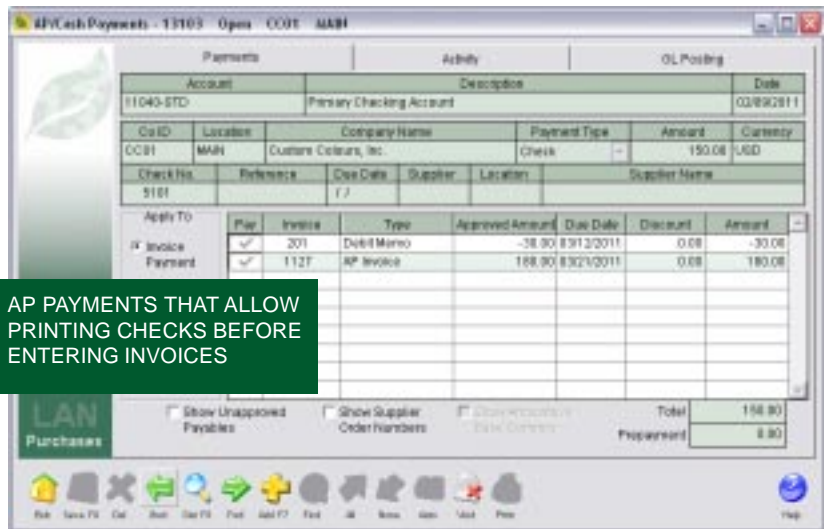 AP/Cash Payments - 13103 Open CC01 MAIN
Payments Activity GL Posting
Account Description Date
11040-STD Primary Checking Account
Co ID Location Company Name Payment Type Amount Currency
CC01 MAIN Custom Colours, Inc. Check 150.00 USD
Check No. Reference Due Date Supplier Location Supplier Name
5101 / /
Apply To
Pay Invoice Type Approved Amount Due Date Discount Amount
Invoice
Payment
201 Debit Memo -30.00 03/12/2011 0.00 -30.00
1127 AP Invoice 180.00 03/21/2011 0.00 180.00
AP PAYMENTS THAT ALLOW
PRINTING CHECKS BEFORE
ENTERING INVOICES
LAN
Purchases
Show Unapproved
Payables
Show Supplier
Order Numbers
Total 150.00
Prepayment 0.00
Save F9 Del Add F7 Find All Void Print Help